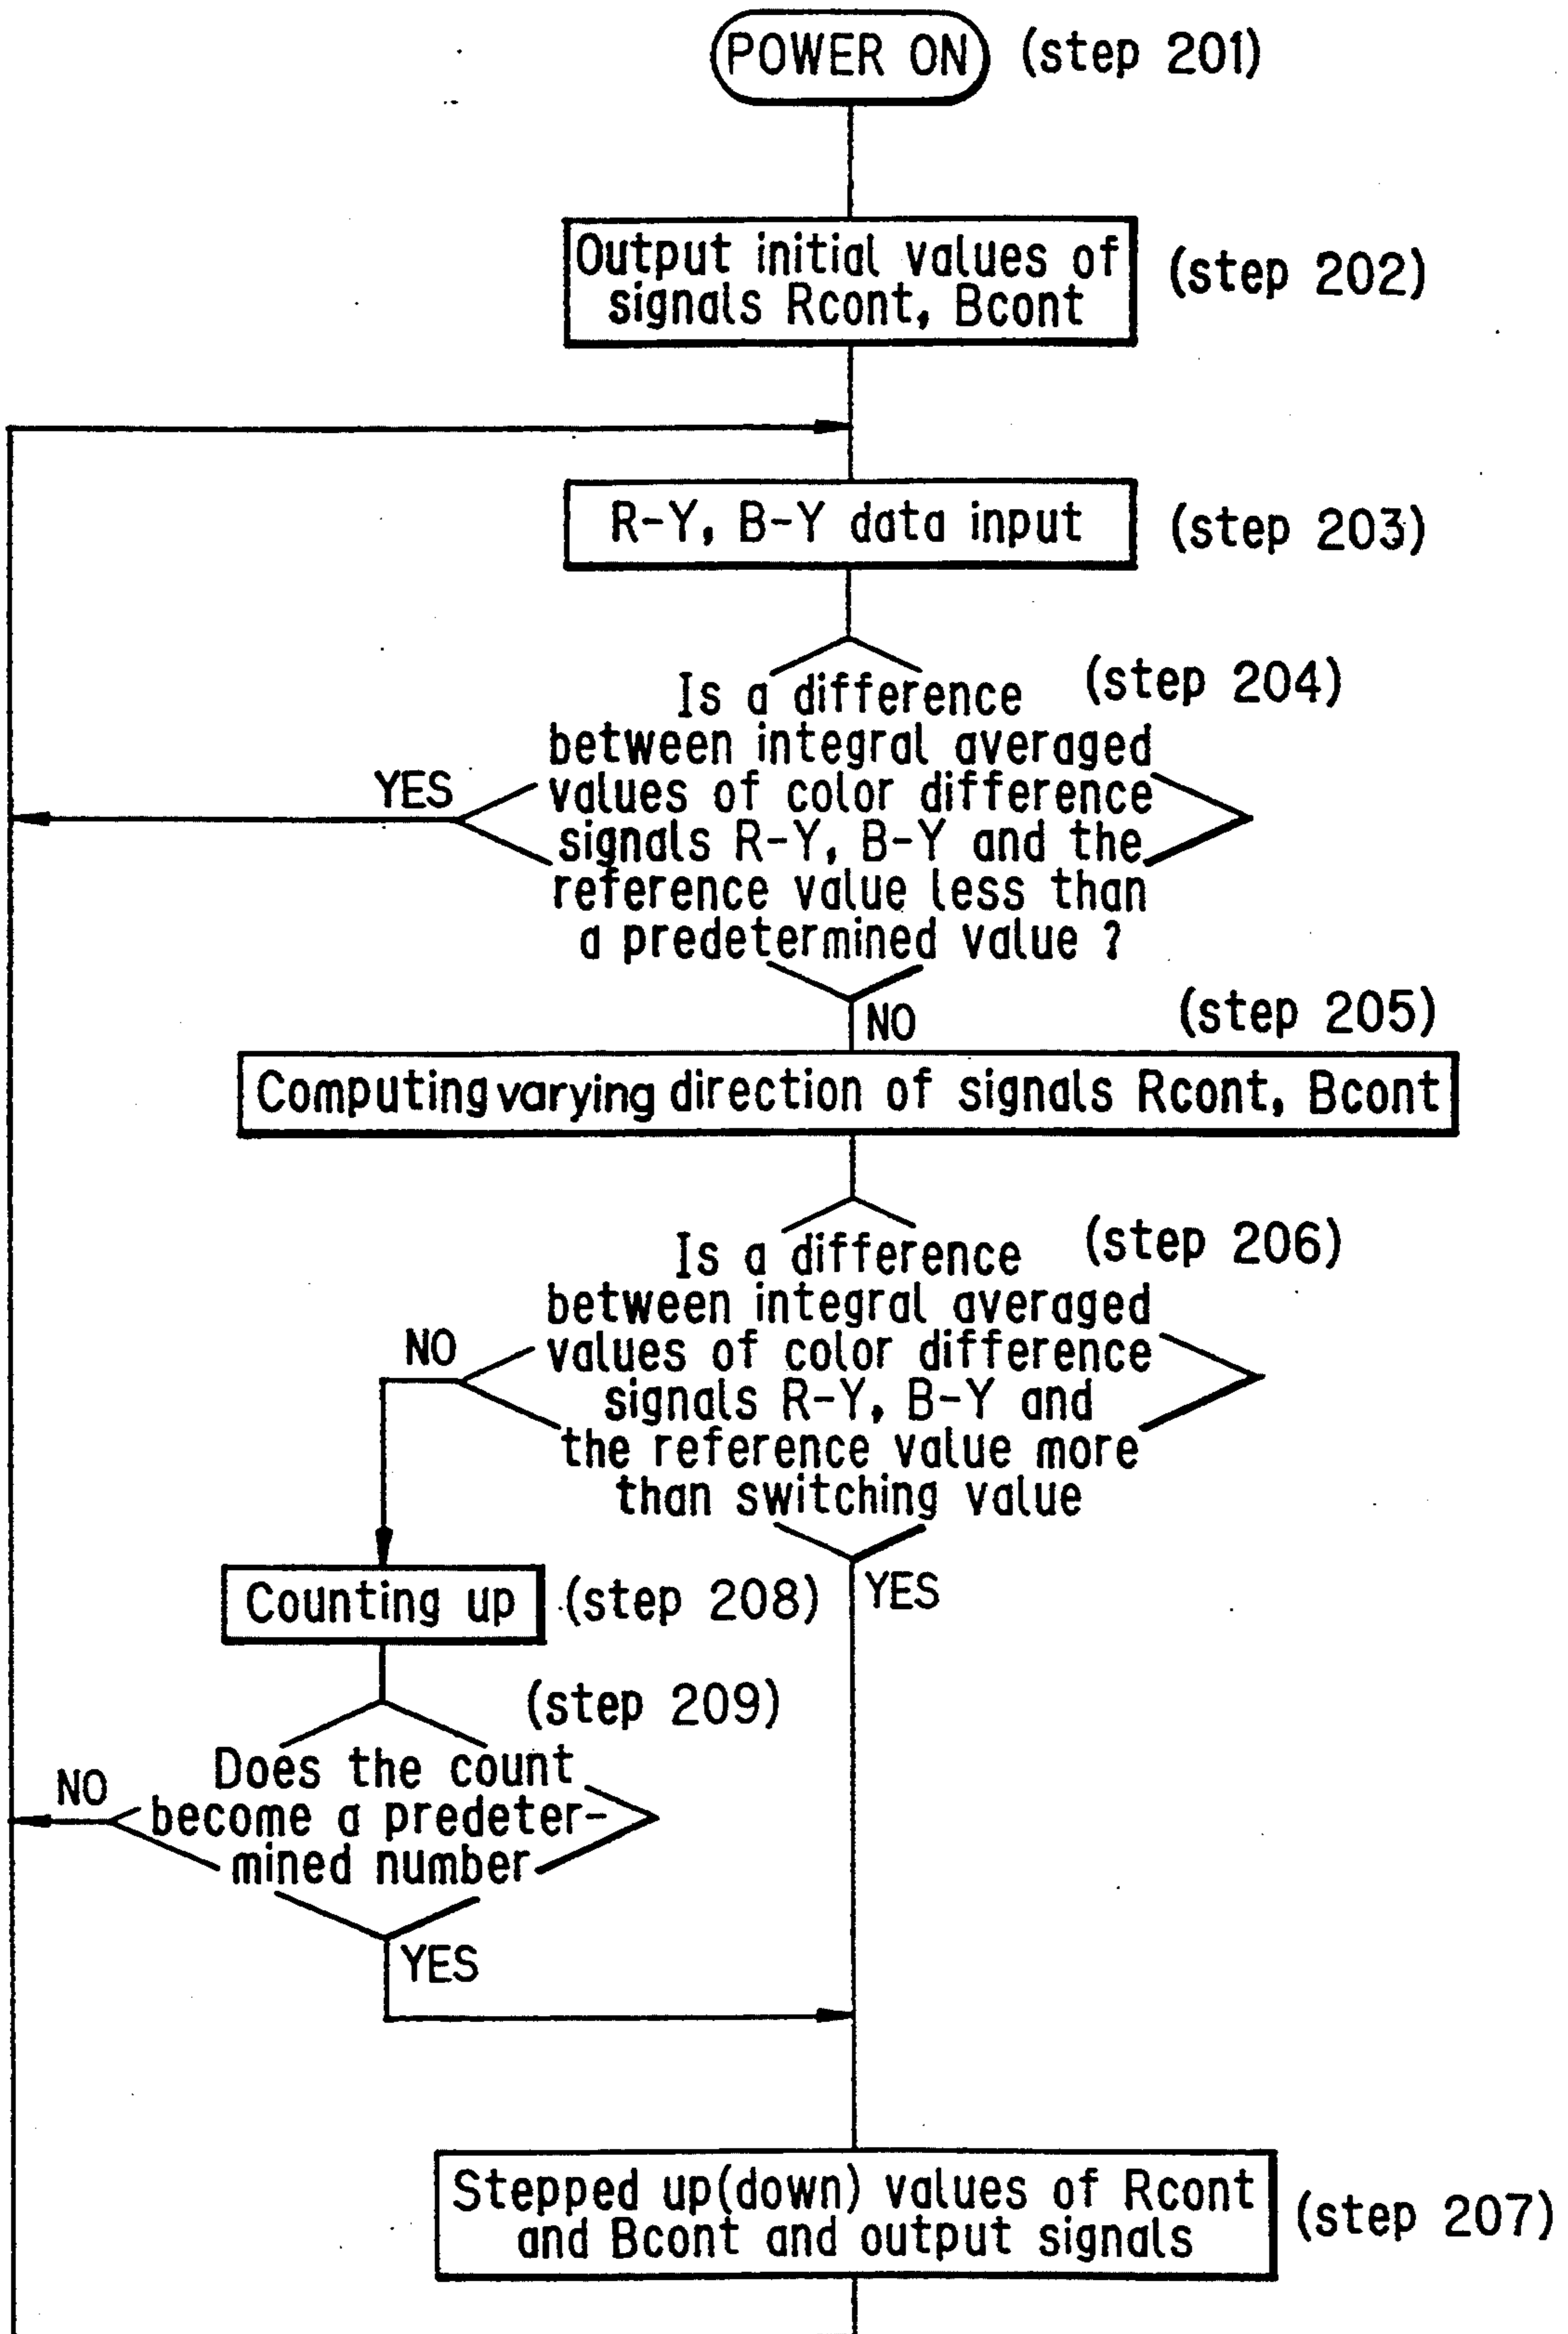 POWER ON (step 201)
Output initial values of
signals Rcont, Bcont
(step 202)
R-Y, B-Y data input (step 203)
(step 204)
Is a difference
between integral averaged
values of color difference
signals R-Y, B-Y and the
reference value less than
a predetermined value ?
YES
NO
(step 205)
Computing varying direction of signals Rcont, Bcont
(step 206)
Is a difference
between integral averaged
values of color difference
signals R-Y, B-Y and
the reference value more
than switching value
NO
YES
Counting up (step 208)
(step 209)
Does the count
become a predeter-
mined number
NO
YES
Stepped up(down) values of Rcont
and Bcont and output signals
(step 207)